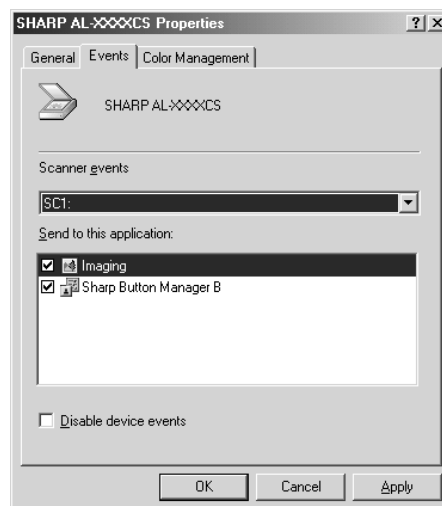 SHARP AL-XXXXCS Properties
General Events Color Management
SHARP AL-XXXXCS
Scanner events
SC1:
Send to this application:
Imaging
Sharp Button Manager B
Disable device events
OK Cancel Apply